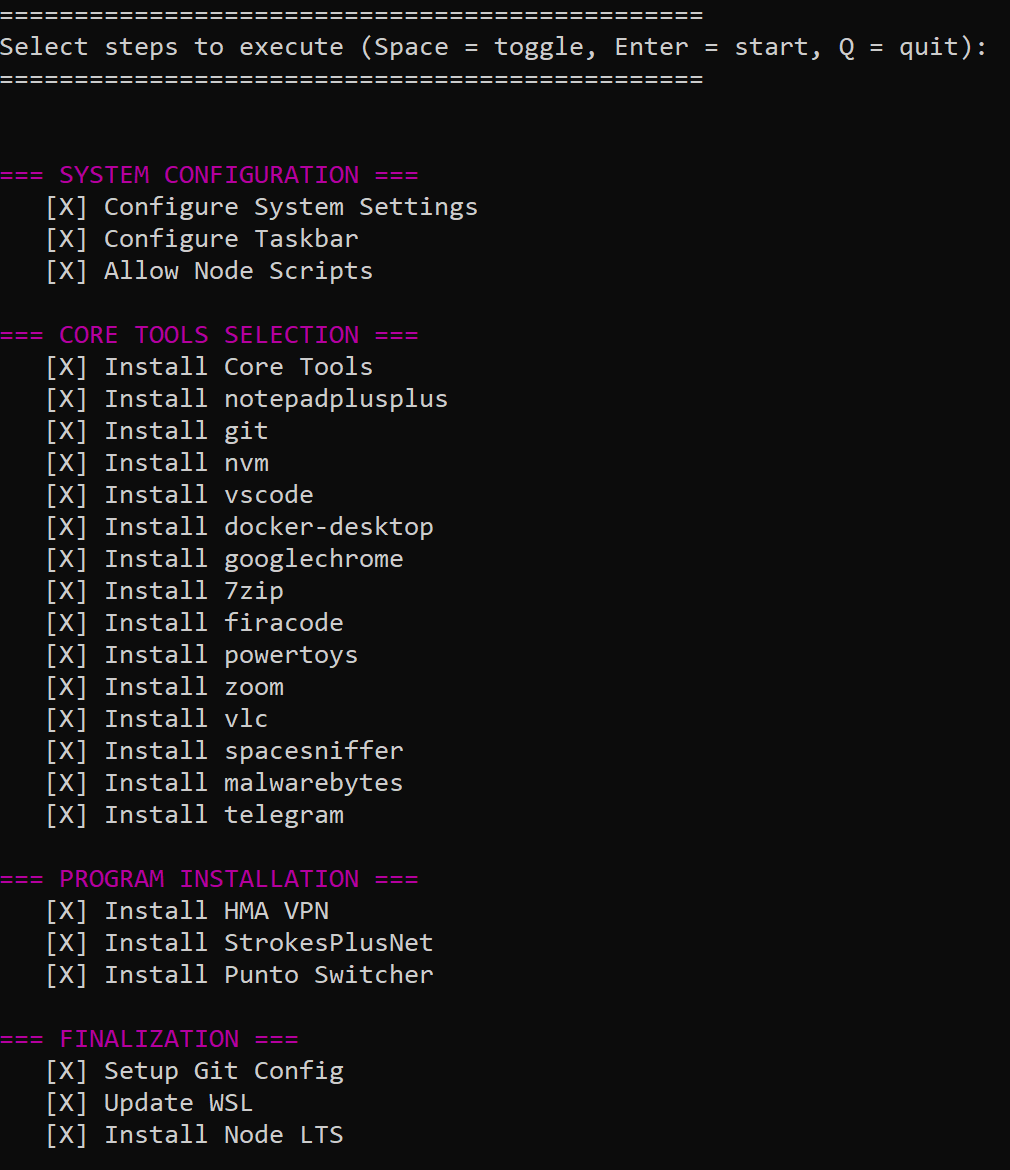 ===============================================
Select steps to execute (Space = toggle, Enter = start, Q = quit):
===============================================
=== SYSTEM CONFIGURATION ===
[X] Configure System Settings
[X] Configure Taskbar
[X] Allow Node Scripts
=== CORE TOOLS SELECTION ===
[X] Install Core Tools
[X] Install notepadplusplus
[X] Install git
[X] Install nvm
[X] Install vscode
[X] Install docker-desktop
[X] Install googlechrome
[X] Install 7zip
[X] Install firacode
[X] Install powertoys
[X] Install zoom
[X] Install vlc
[X] Install spacesniffer
[X] Install malwarebytes
[X] Install telegram
=== PROGRAM INSTALLATION ===
[X] Install HMA VPN
[X] Install StrokesPlusNet
[X] Install Punto Switcher
=== FINALIZATION ===
[X] Setup Git Config
[X] Update WSL
[X] Install Node LTS